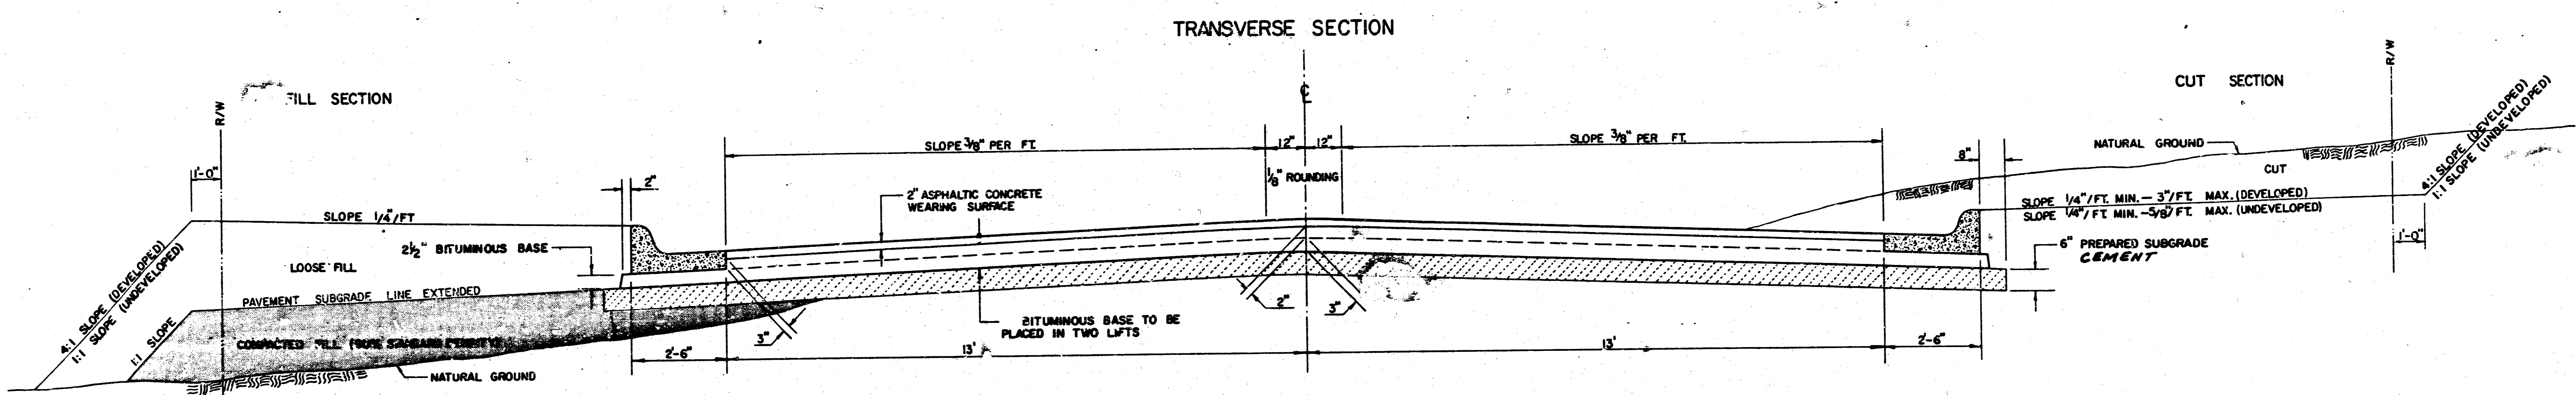 TRANSVERSE SECTION
FILL SECTION
CUT SECTION
R/W
R/W
℄
SLOPE 3/8" PER FT.
12" 12"
SLOPE 3/8" PER FT.
1/8" ROUNDING
NATURAL GROUND
CUT
8"
4:1 SLOPE (DEVELOPED)
1:1 SLOPE (UNDEVELOPED)
1'-0"
2"
2" ASPHALTIC CONCRETE
WEARING SURFACE
SLOPE 1/4"/FT
SLOPE 1/4"/FT. MIN. - 3"/FT. MAX. (DEVELOPED)
SLOPE 1/4"/FT. MIN. - 5/8"/FT. MAX. (UNDEVELOPED)
1'-0"
2 1/2" BITUMINOUS BASE
6" PREPARED SUBGRADE
CEMENT
LOOSE FILL
PAVEMENT SUBGRADE LINE EXTENDED
4:1 SLOPE (DEVELOPED)
1:1 SLOPE (UNDEVELOPED)
1:1 SLOPE
2"
3"
BITUMINOUS BASE TO BE
PLACED IN TWO LIFTS
3"
COMPACTED FILL
2'-6"
13'
13'
2'-6"
NATURAL GROUND